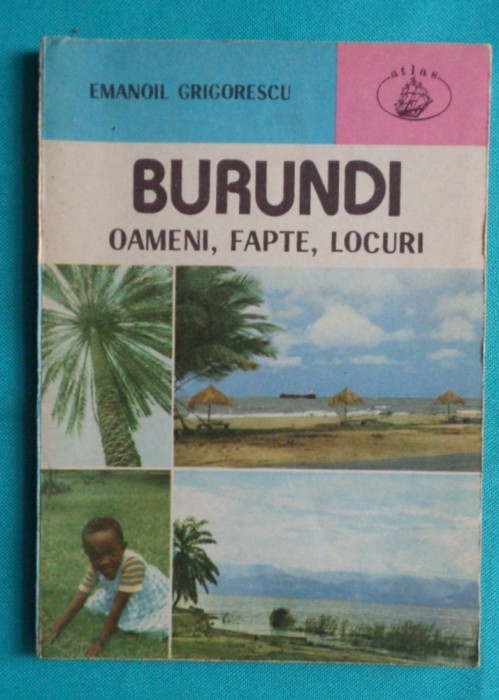 EMANOIL GRIGORESCU
atlas
BURUNDI
OAMENI, FAPTE, LOCURI